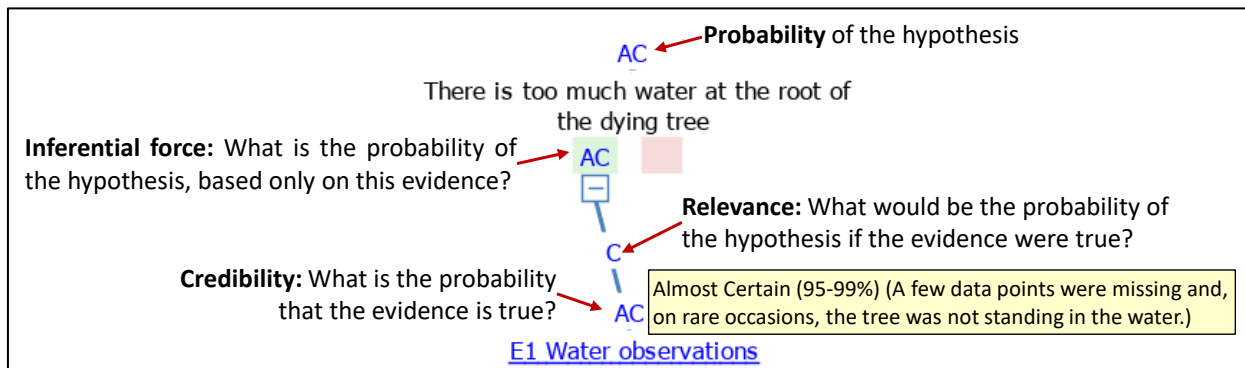 Probability of the hypothesis
AC
There is too much water at the root of
the dying tree
Inferential force: What is the probability of
the hypothesis, based only on this evidence?
AC
Relevance: What would be the probability of
the hypothesis if the evidence were true?
C
Credibility: What is the probability
that the evidence is true?
AC
Almost Certain (95-99%) (A few data points were missing and,
on rare occasions, the tree was not standing in the water.)
E1 Water observations